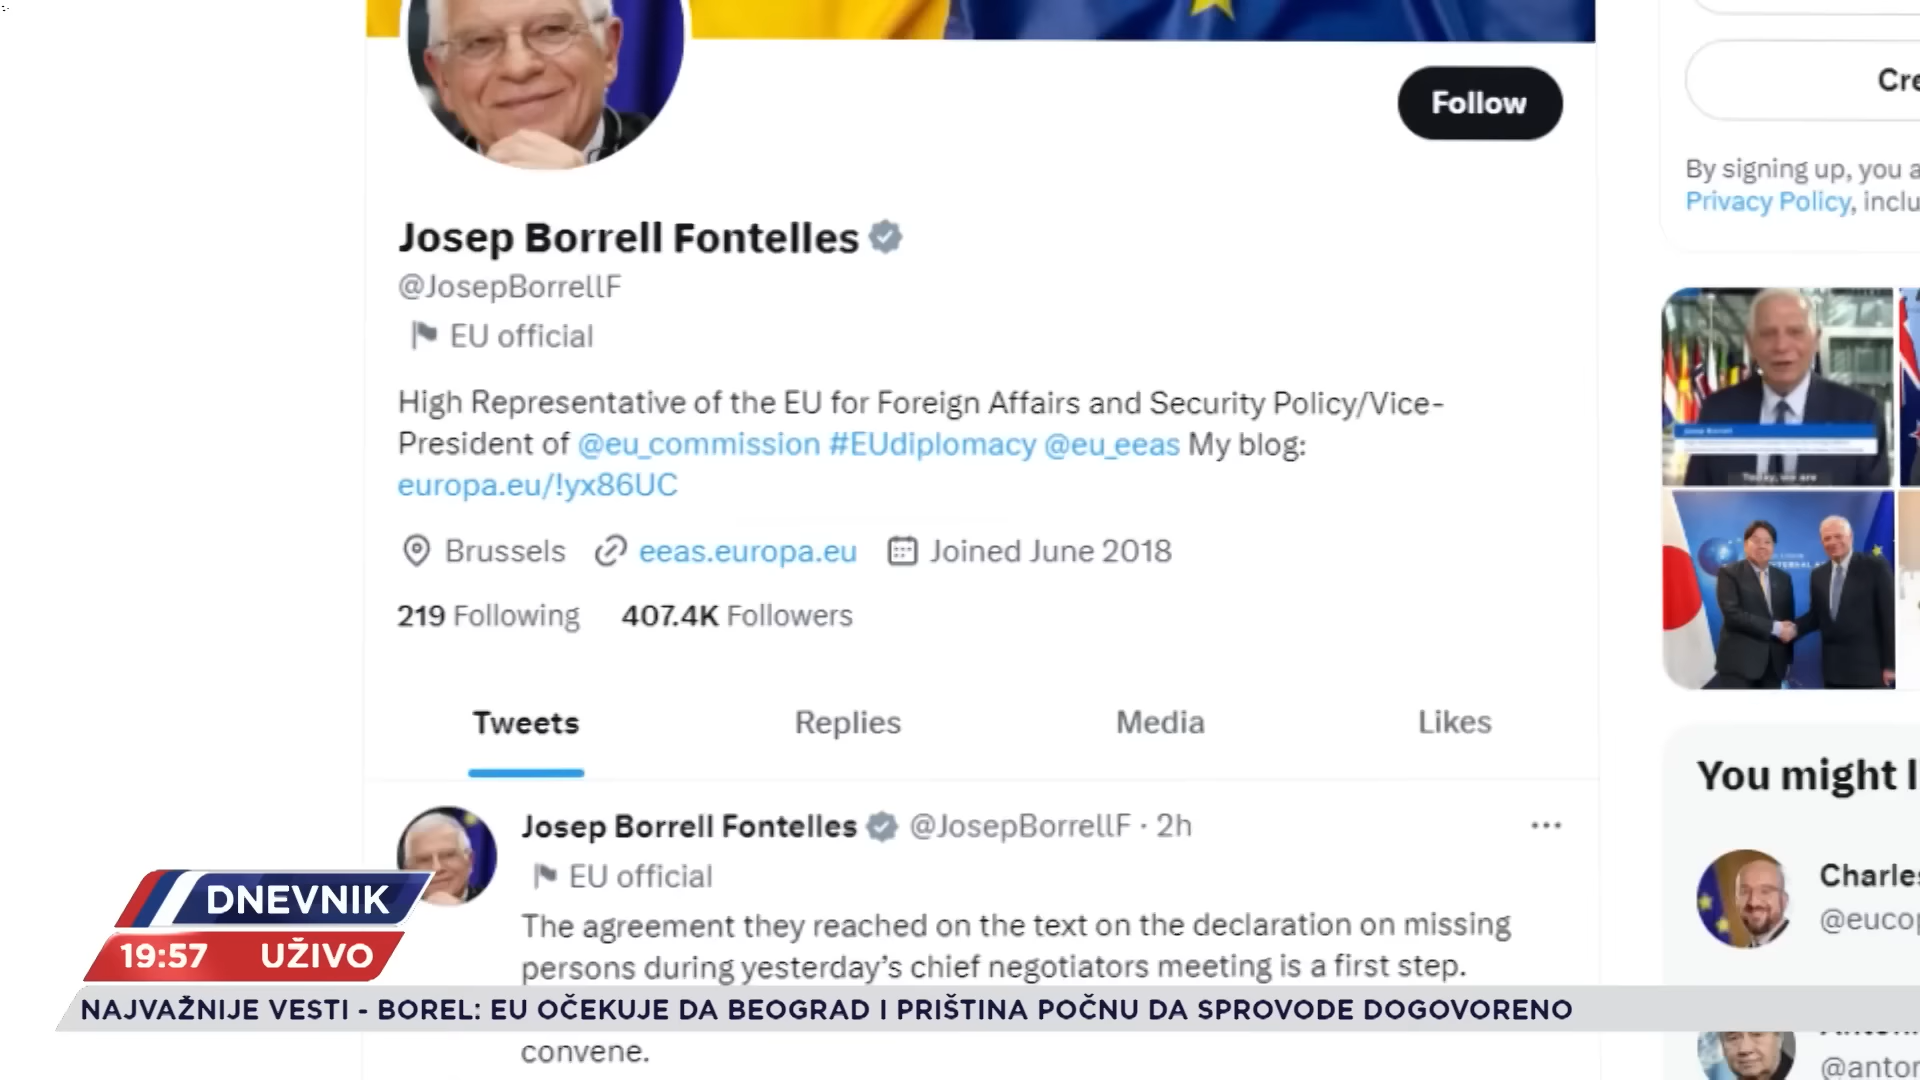 Follow
Josep Borrell Fontelles
@JosepBorrellF
EU official
High Representative of the EU for Foreign Affairs and Security Policy/Vice-
President of @eu_commission #EUdiplomacy @eu_eeas My blog:
europa.eu/!yx86UC
Brussels eeas.europa.eu Joined June 2018
219 Following 407.4K Followers
Tweets Replies Media Likes
Josep Borrell Fontelles @JosepBorrellF · 2h
EU official
The agreement they reached on the text on the declaration on missing
persons during yesterday’s chief negotiators meeting is a first step.
convene.
Cre
By signing up, you a
Privacy Policy, inclu
Today, we are
You might l
Charles
@eucop
@anton
DNEVNIK
19:57 UŽIVO
NAJVAŽNIJE VESTI - BOREL: EU OČEKUJE DA BEOGRAD I PRIŠTINA POČNU DA SPROVODE DOGOVORENO